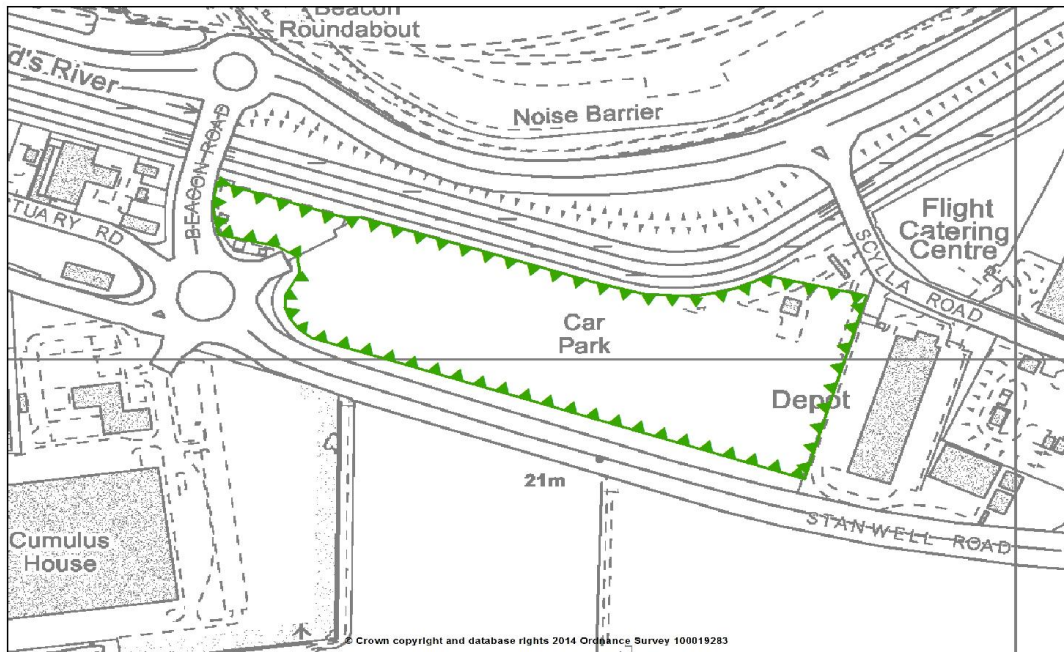 Beacon
Roundabout
d's River
BEACON ROAD
Noise Barrier
TUARY RD
Flight
Catering
Centre
SCYLLA ROAD
Car
Park
Depot
21m
STANWELL ROAD
Cumulus
House
© Crown copyright and database rights 2014 Ordnance Survey 100019283